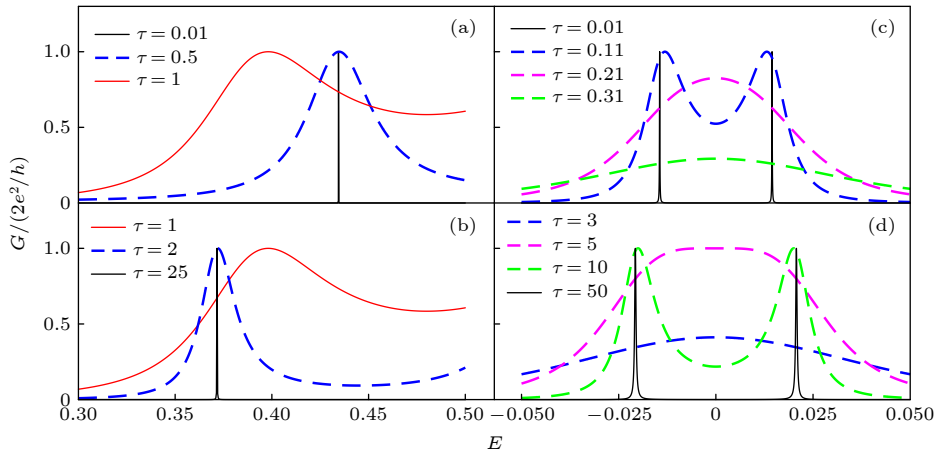 (a)
τ = 0.01
τ = 0.5
τ = 1
1.0
0.5
0
(c)
τ = 0.01
τ = 0.11
τ = 0.21
τ = 0.31
G/(2e²/h)
(b)
τ = 1
τ = 2
τ = 25
1.0
0.5
0
(d)
τ = 3
τ = 5
τ = 10
τ = 50
0.30 0.35 0.40 0.45 0.50 −0.050 −0.025 0 0.025 0.050
E